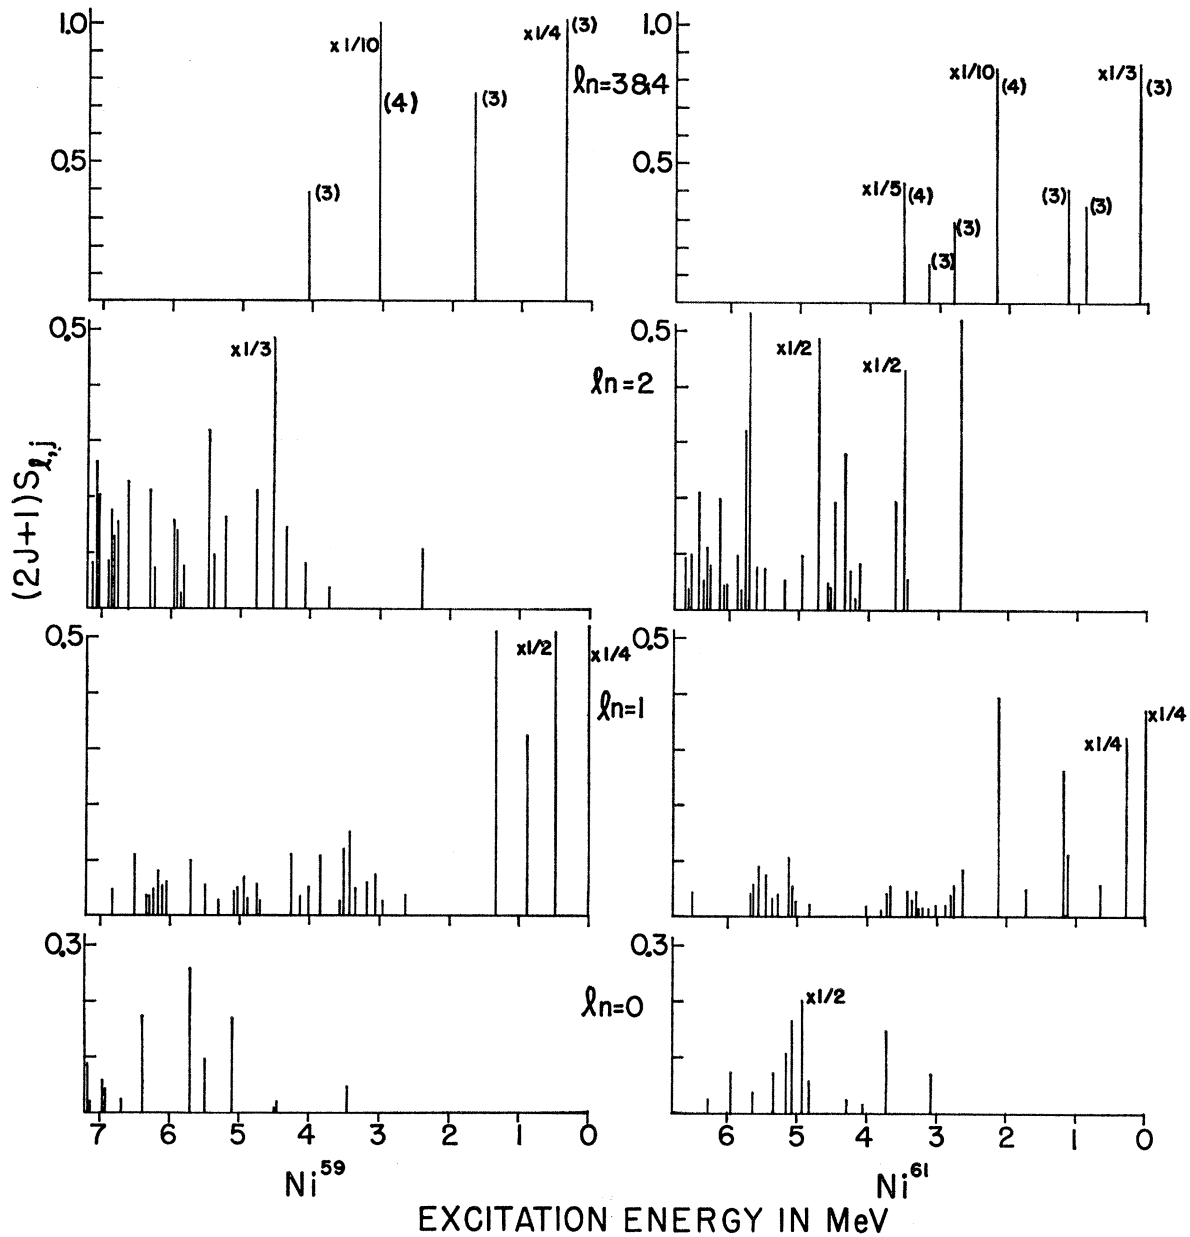 1.0
x1/10
x1/4
(3)
(4)
(3)
0.5
(3)
ln=3&4
1.0
x1/10
(4)
x1/3
(3)
0.5
x1/5
(4)
(3)
(3)
(3)
(3)
0.5
x1/3
ln=2
0.5
x1/2
x1/2
(2J+1)Sl,j
0.5
x1/2
x1/4
ln=1
0.5
x1/4
x1/4
0.3
ln=0
0.3
x1/2
7 6 5 4 3 2 1 0
6 5 4 3 2 1 0
Ni59
Ni61
EXCITATION ENERGY IN MeV